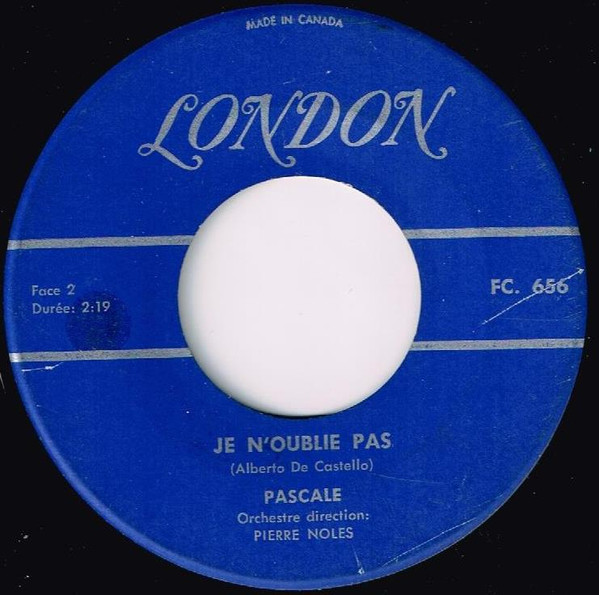 MADE IN CANADA
LONDON
Face 2
Durée: 2:19
FC. 656
JE N'OUBLIE PAS
(Alberto De Castello)
PASCALE
Orchestre direction:
PIERRE NOLES